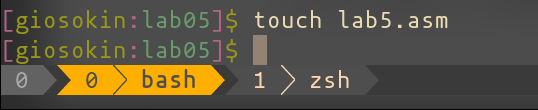 [giosokin:lab05]$ touch lab5.asm
[giosokin:lab05]$
0 0 bash 1 zsh